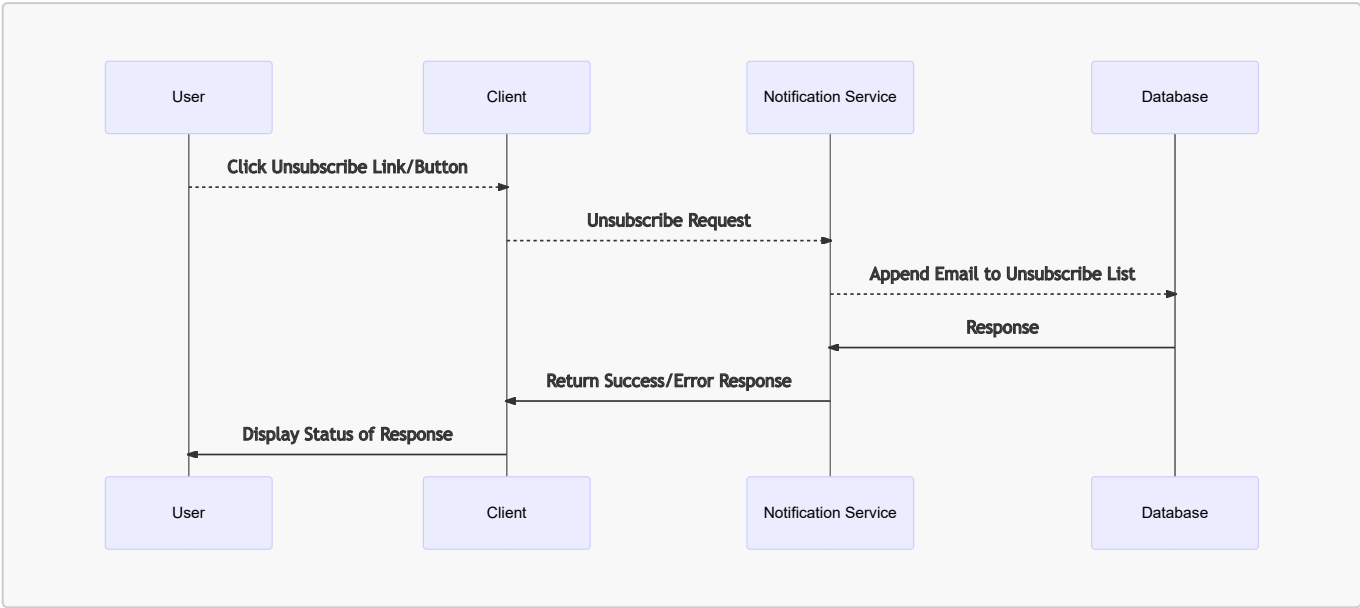 User
Client
Notification Service
Database
Click Unsubscribe Link/Button
Unsubscribe Request
Append Email to Unsubscribe List
Response
Return Success/Error Response
Display Status of Response
User
Client
Notification Service
Database